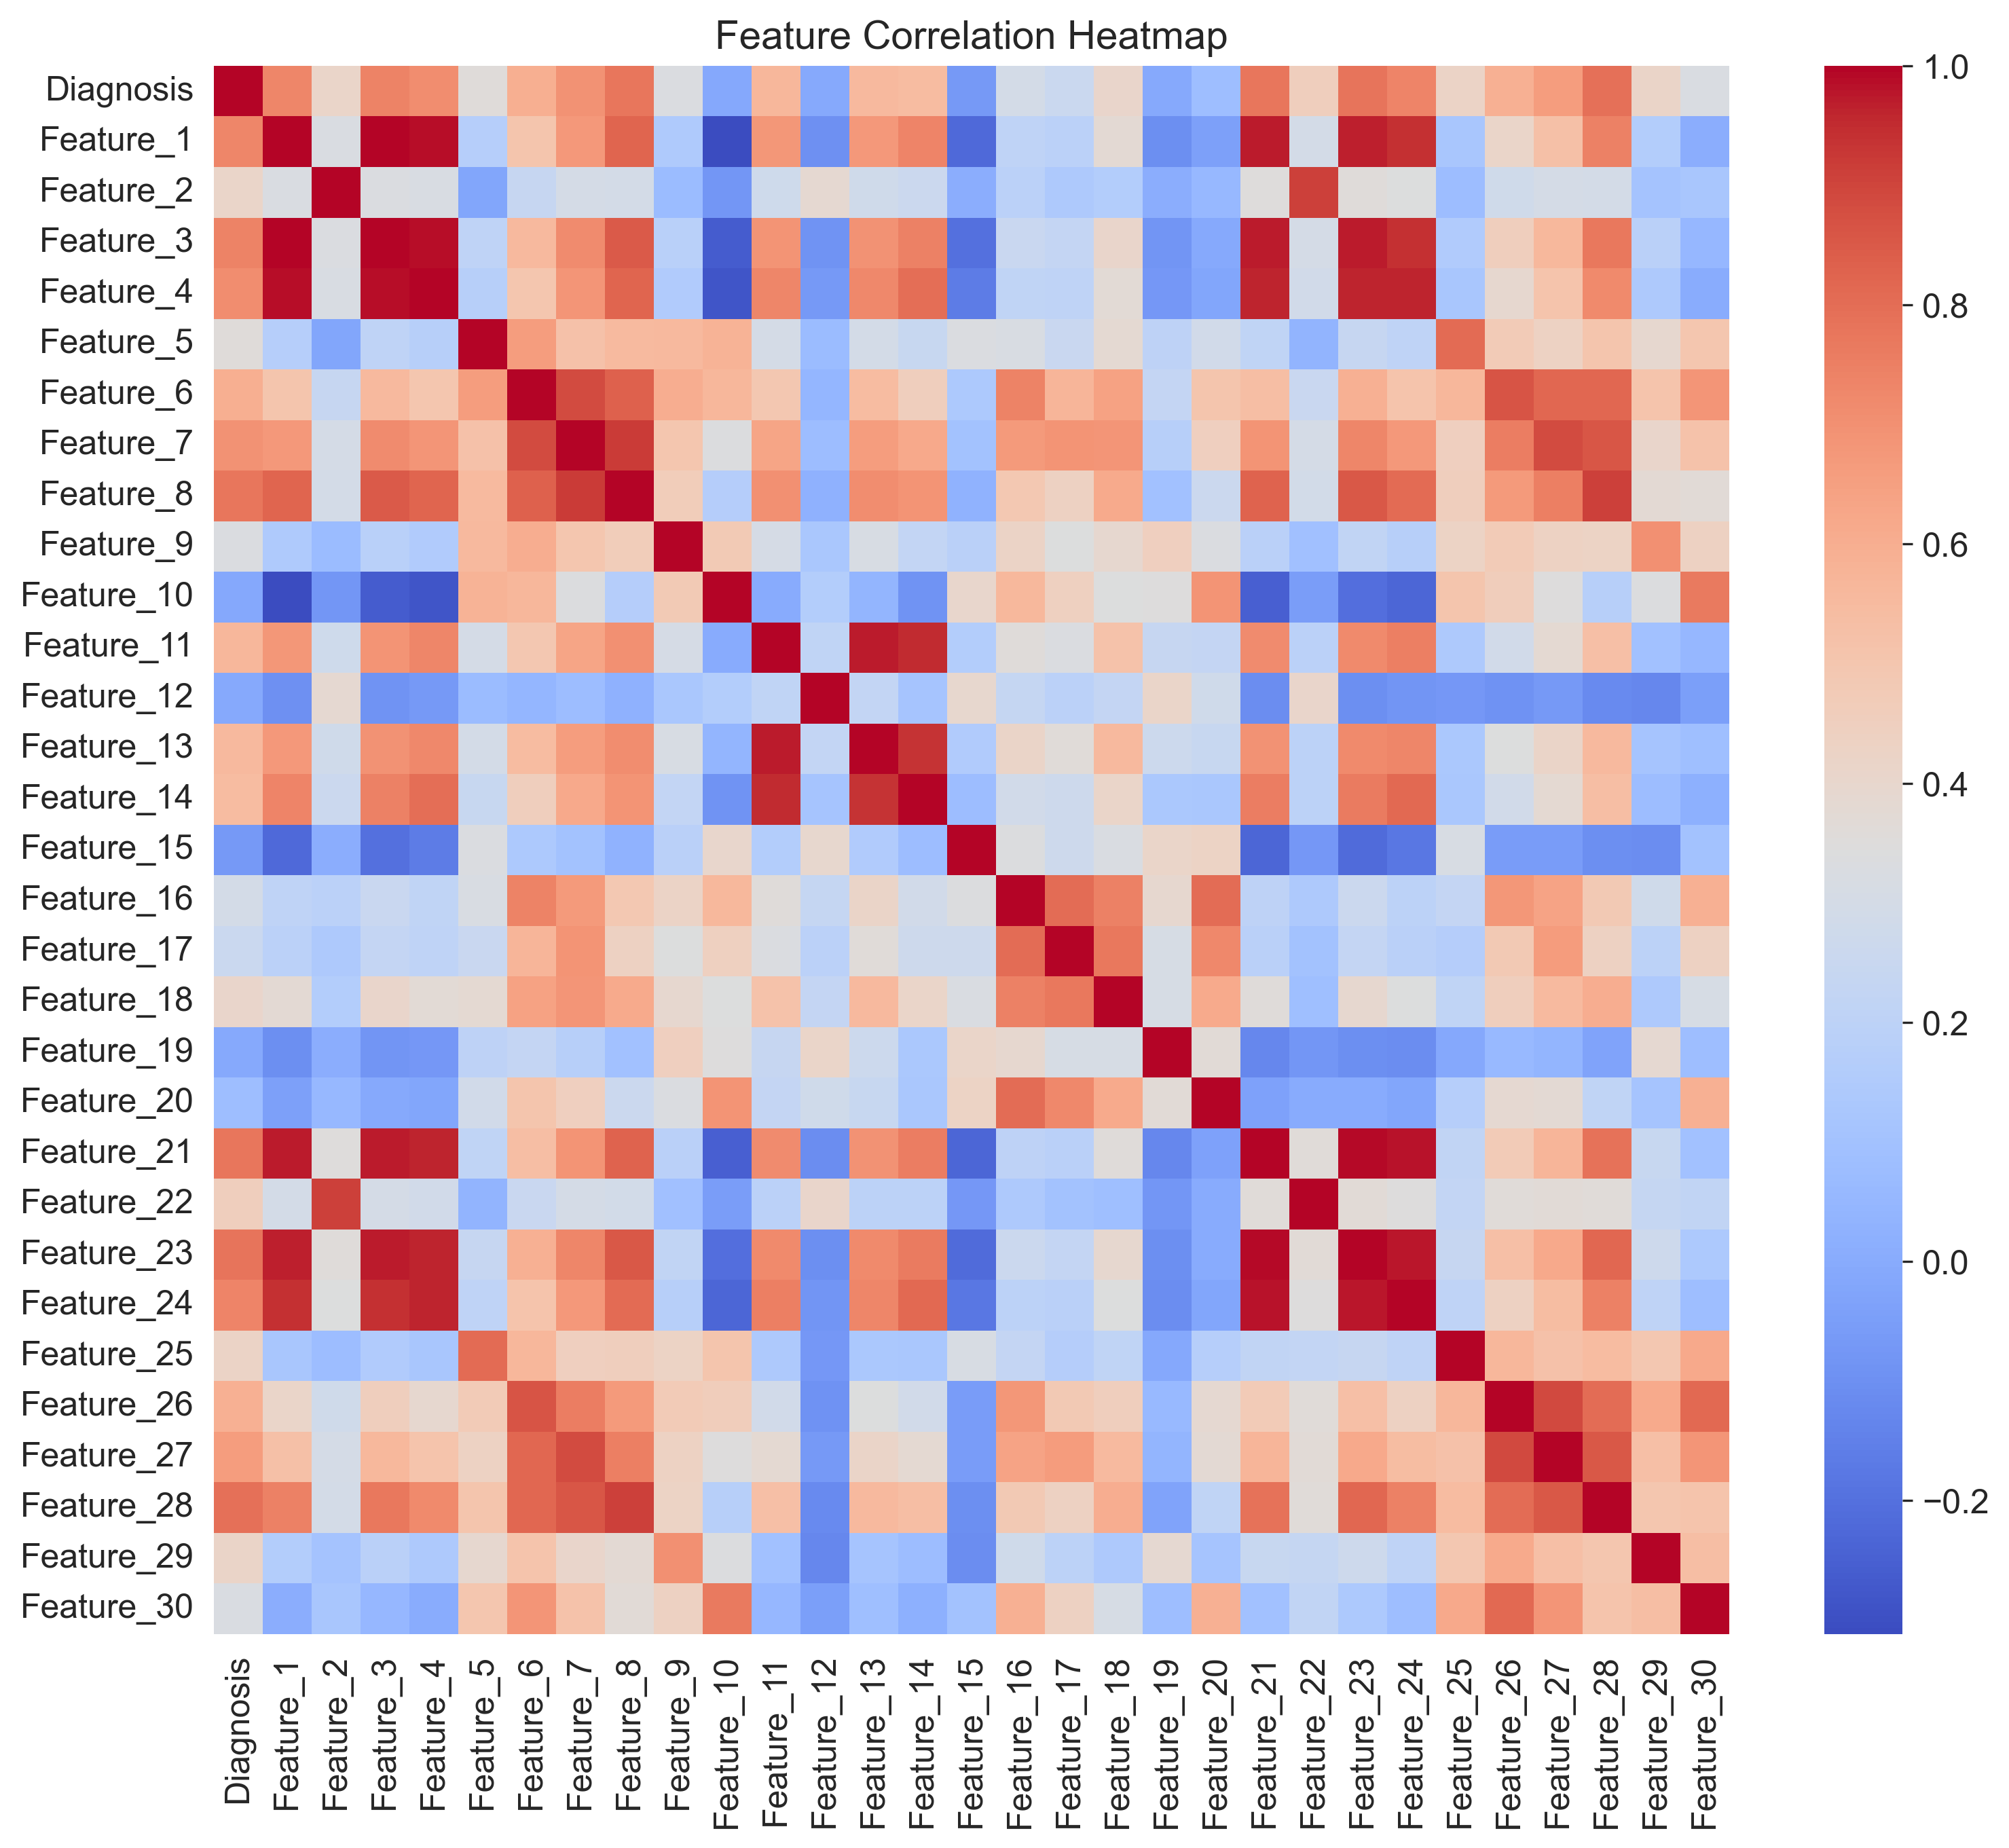 Feature Correlation Heatmap
Diagnosis
Feature_1
Feature_2
Feature_3
Feature_4
Feature_5
Feature_6
Feature_7
Feature_8
Feature_9
Feature_10
Feature_11
Feature_12
Feature_13
Feature_14
Feature_15
Feature_16
Feature_17
Feature_18
Feature_19
Feature_20
Feature_21
Feature_22
Feature_23
Feature_24
Feature_25
Feature_26
Feature_27
Feature_28
Feature_29
Feature_30
Diagnosis
Feature_1
Feature_2
Feature_3
Feature_4
Feature_5
Feature_6
Feature_7
Feature_8
Feature_9
Feature_10
Feature_11
Feature_12
Feature_13
Feature_14
Feature_15
Feature_16
Feature_17
Feature_18
Feature_19
Feature_20
Feature_21
Feature_22
Feature_23
Feature_24
Feature_25
Feature_26
Feature_27
Feature_28
Feature_29
Feature_30
1.0
0.8
0.6
0.4
0.2
0.0
−0.2